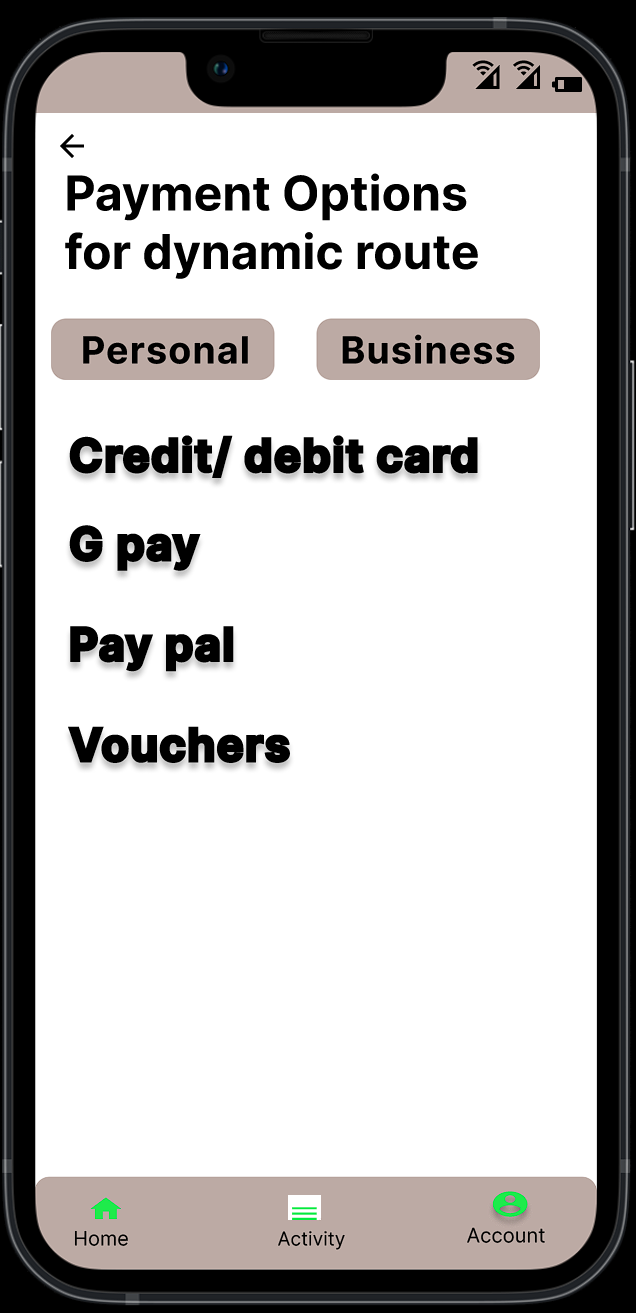 Payment Options
for dynamic route
Personal Business
Credit/ debit card
G pay
Pay pal
Vouchers
Home Activity Account